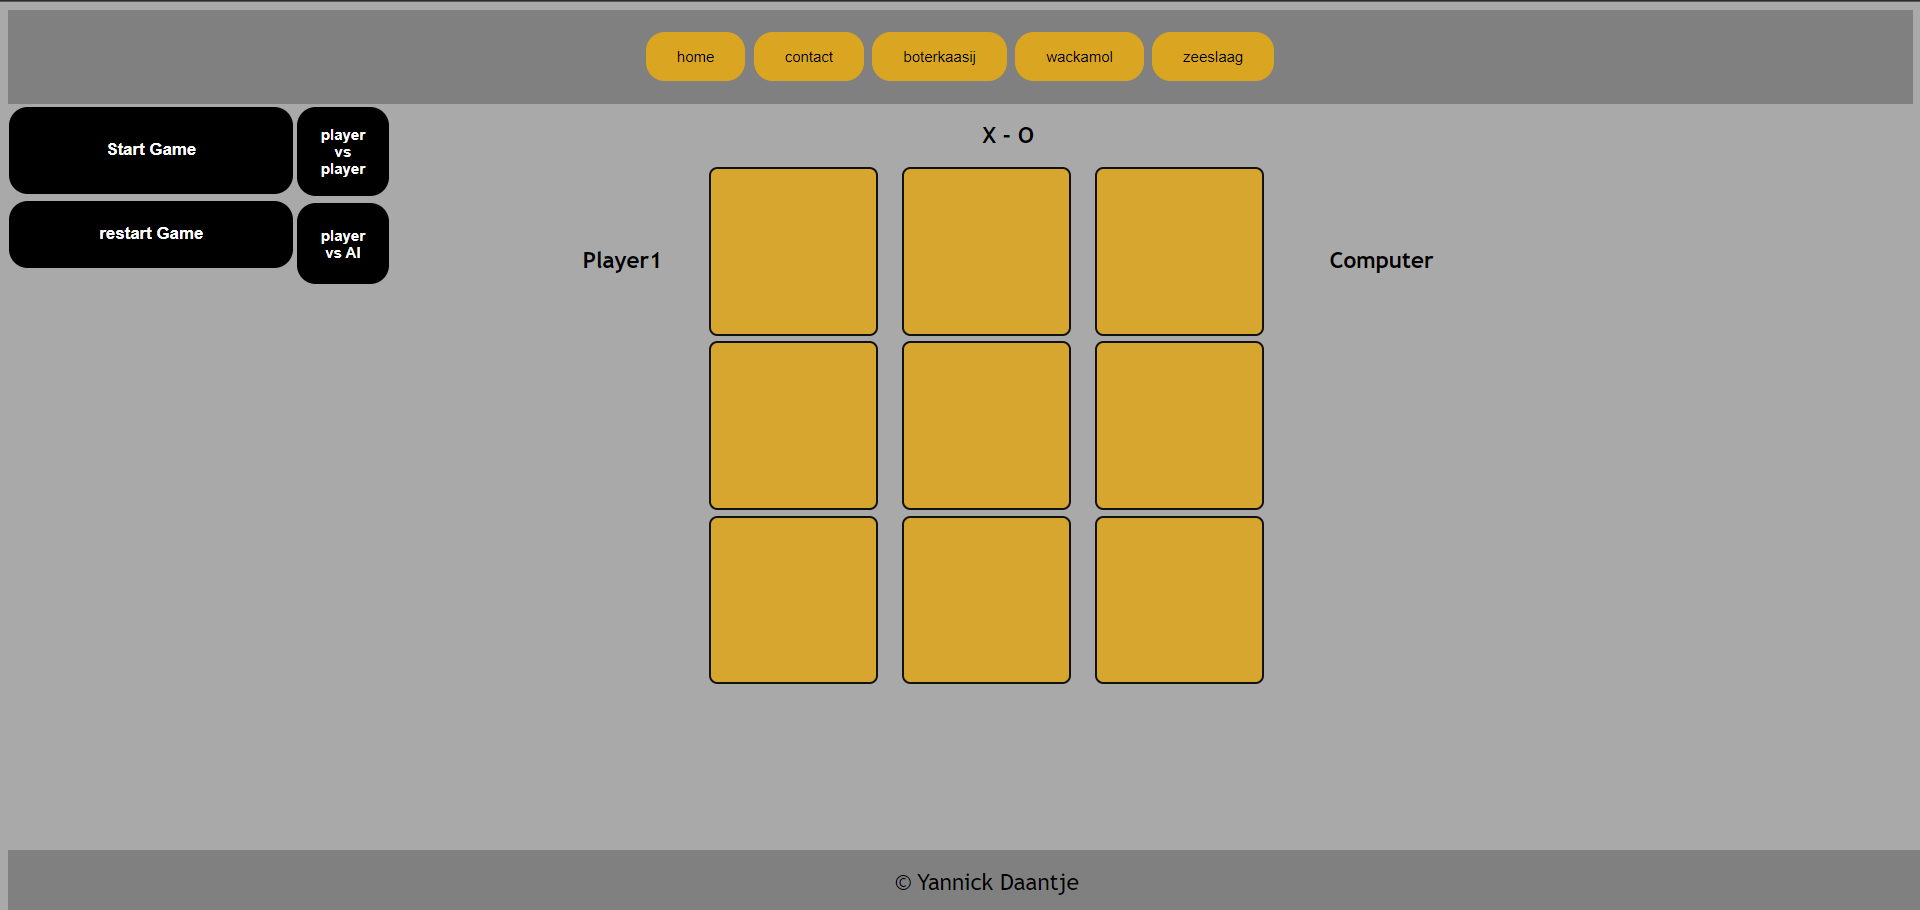 home
contact
boterkaasij
wackamol
zeeslaag
Start Game
player
vs
player
restart Game
player
vs AI
X - O
Player1
Computer
© Yannick Daantje